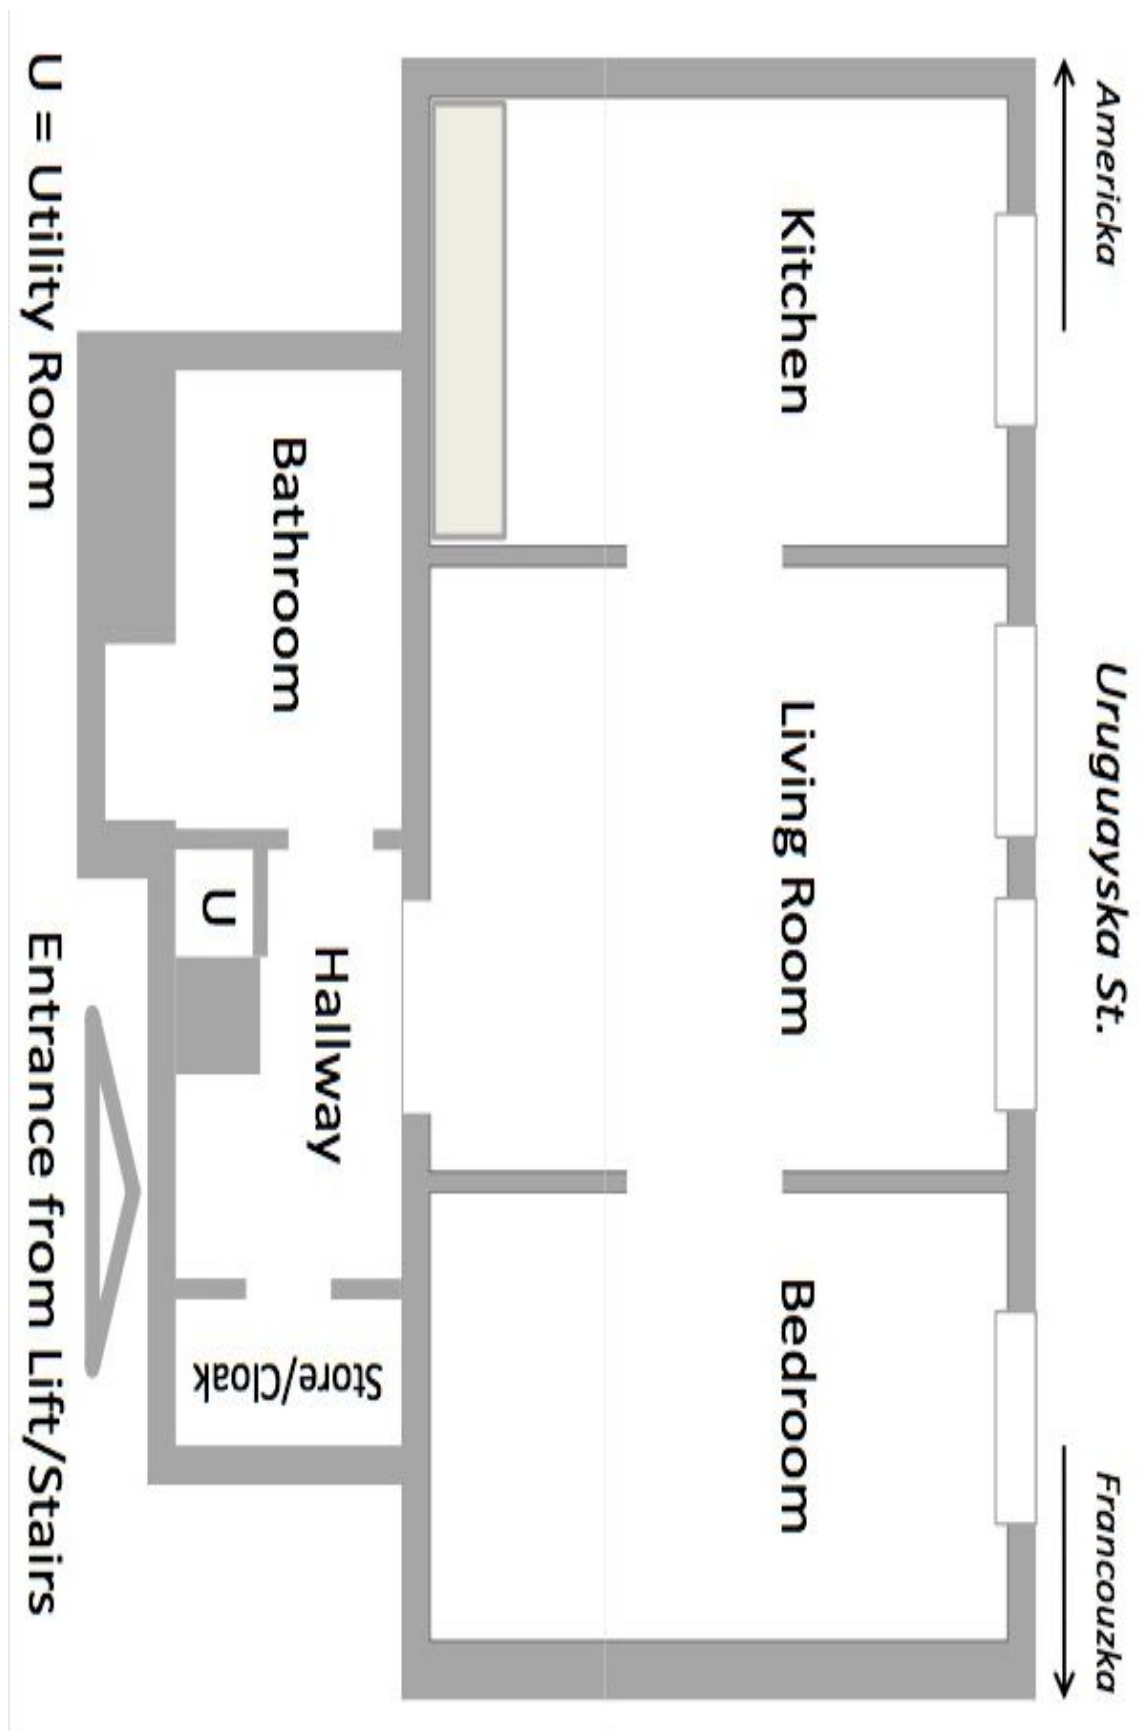 Americka
Uruguayska St.
Francouzka
Kitchen
Living Room
Bedroom
Bathroom
Hallway
U
Store/Cloak
U = Utility Room
Entrance from Lift/Stairs